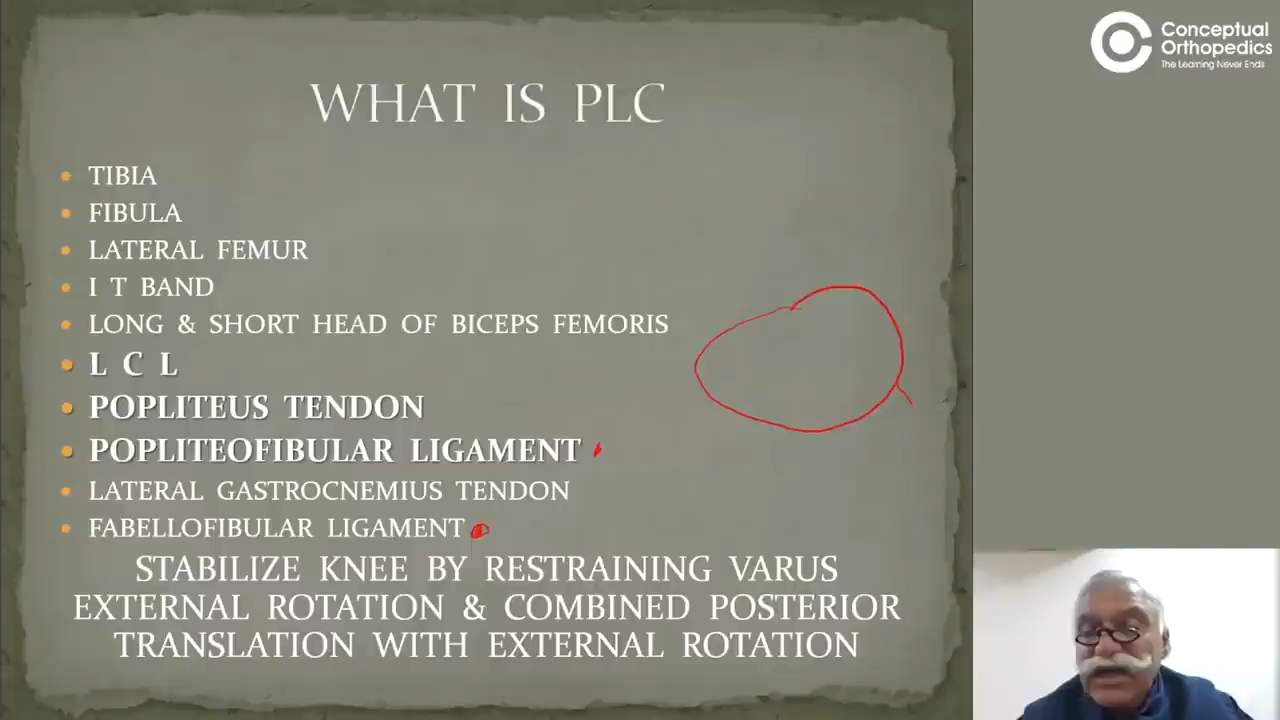 Conceptual
Orthopedics
The Learning Never Ends
WHAT IS PLC
• TIBIA
• FIBULA
• LATERAL FEMUR
• I T BAND
• LONG & SHORT HEAD OF BICEPS FEMORIS
• L C L
• POPLITEUS TENDON
• POPLITEOFIBULAR LIGAMENT
• LATERAL GASTROCNEMIUS TENDON
• FABELLOFIBULAR LIGAMENT
STABILIZE KNEE BY RESTRAINING VARUS
EXTERNAL ROTATION & COMBINED POSTERIOR
TRANSLATION WITH EXTERNAL ROTATION